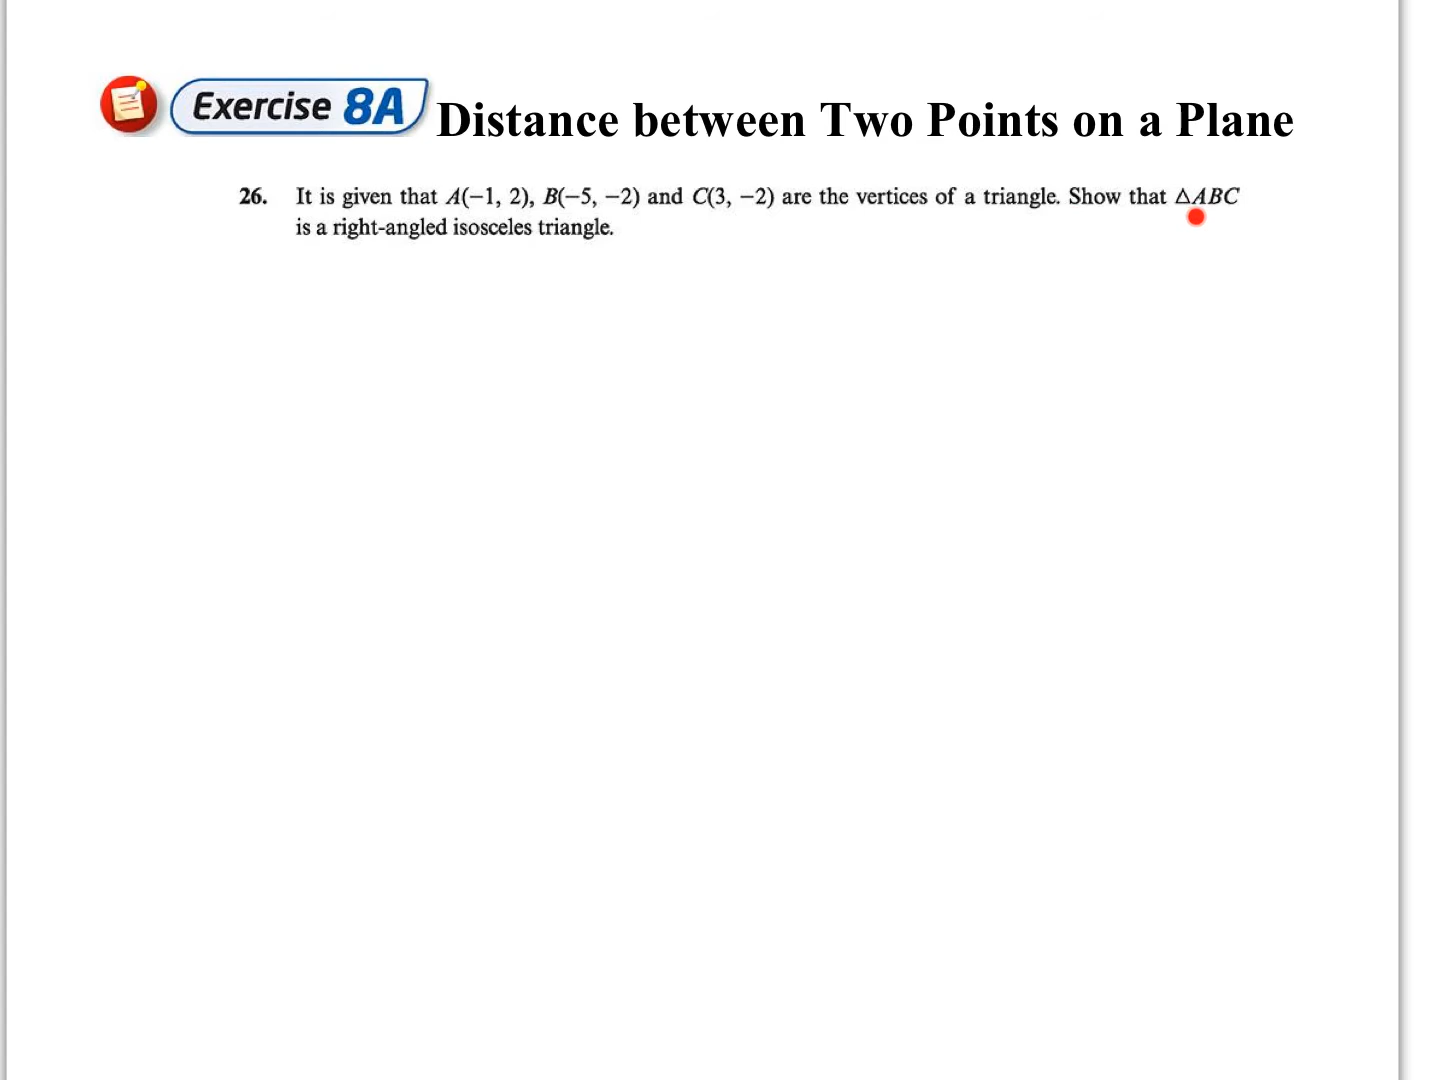 Exercise 8A Distance between Two Points on a Plane
26. It is given that A(−1, 2), B(−5, −2) and C(3, −2) are the vertices of a triangle. Show that △ABC
is a right-angled isosceles triangle.